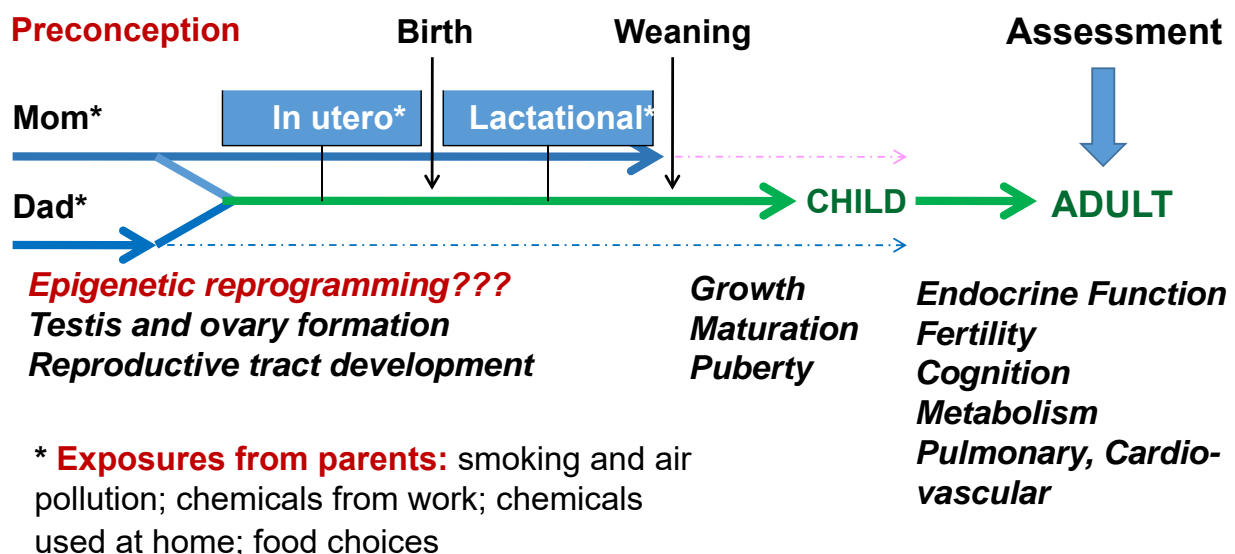 Preconception
Birth
Weaning
Assessment
Mom*
In utero*
Lactational*
Dad*
CHILD
ADULT
Epigenetic reprogramming???
Testis and ovary formation
Reproductive tract development
Growth
Maturation
Puberty
Endocrine Function
Fertility
Cognition
Metabolism
Pulmonary, Cardio-
vascular
* Exposures from parents: smoking and air
pollution; chemicals from work; chemicals
used at home; food choices